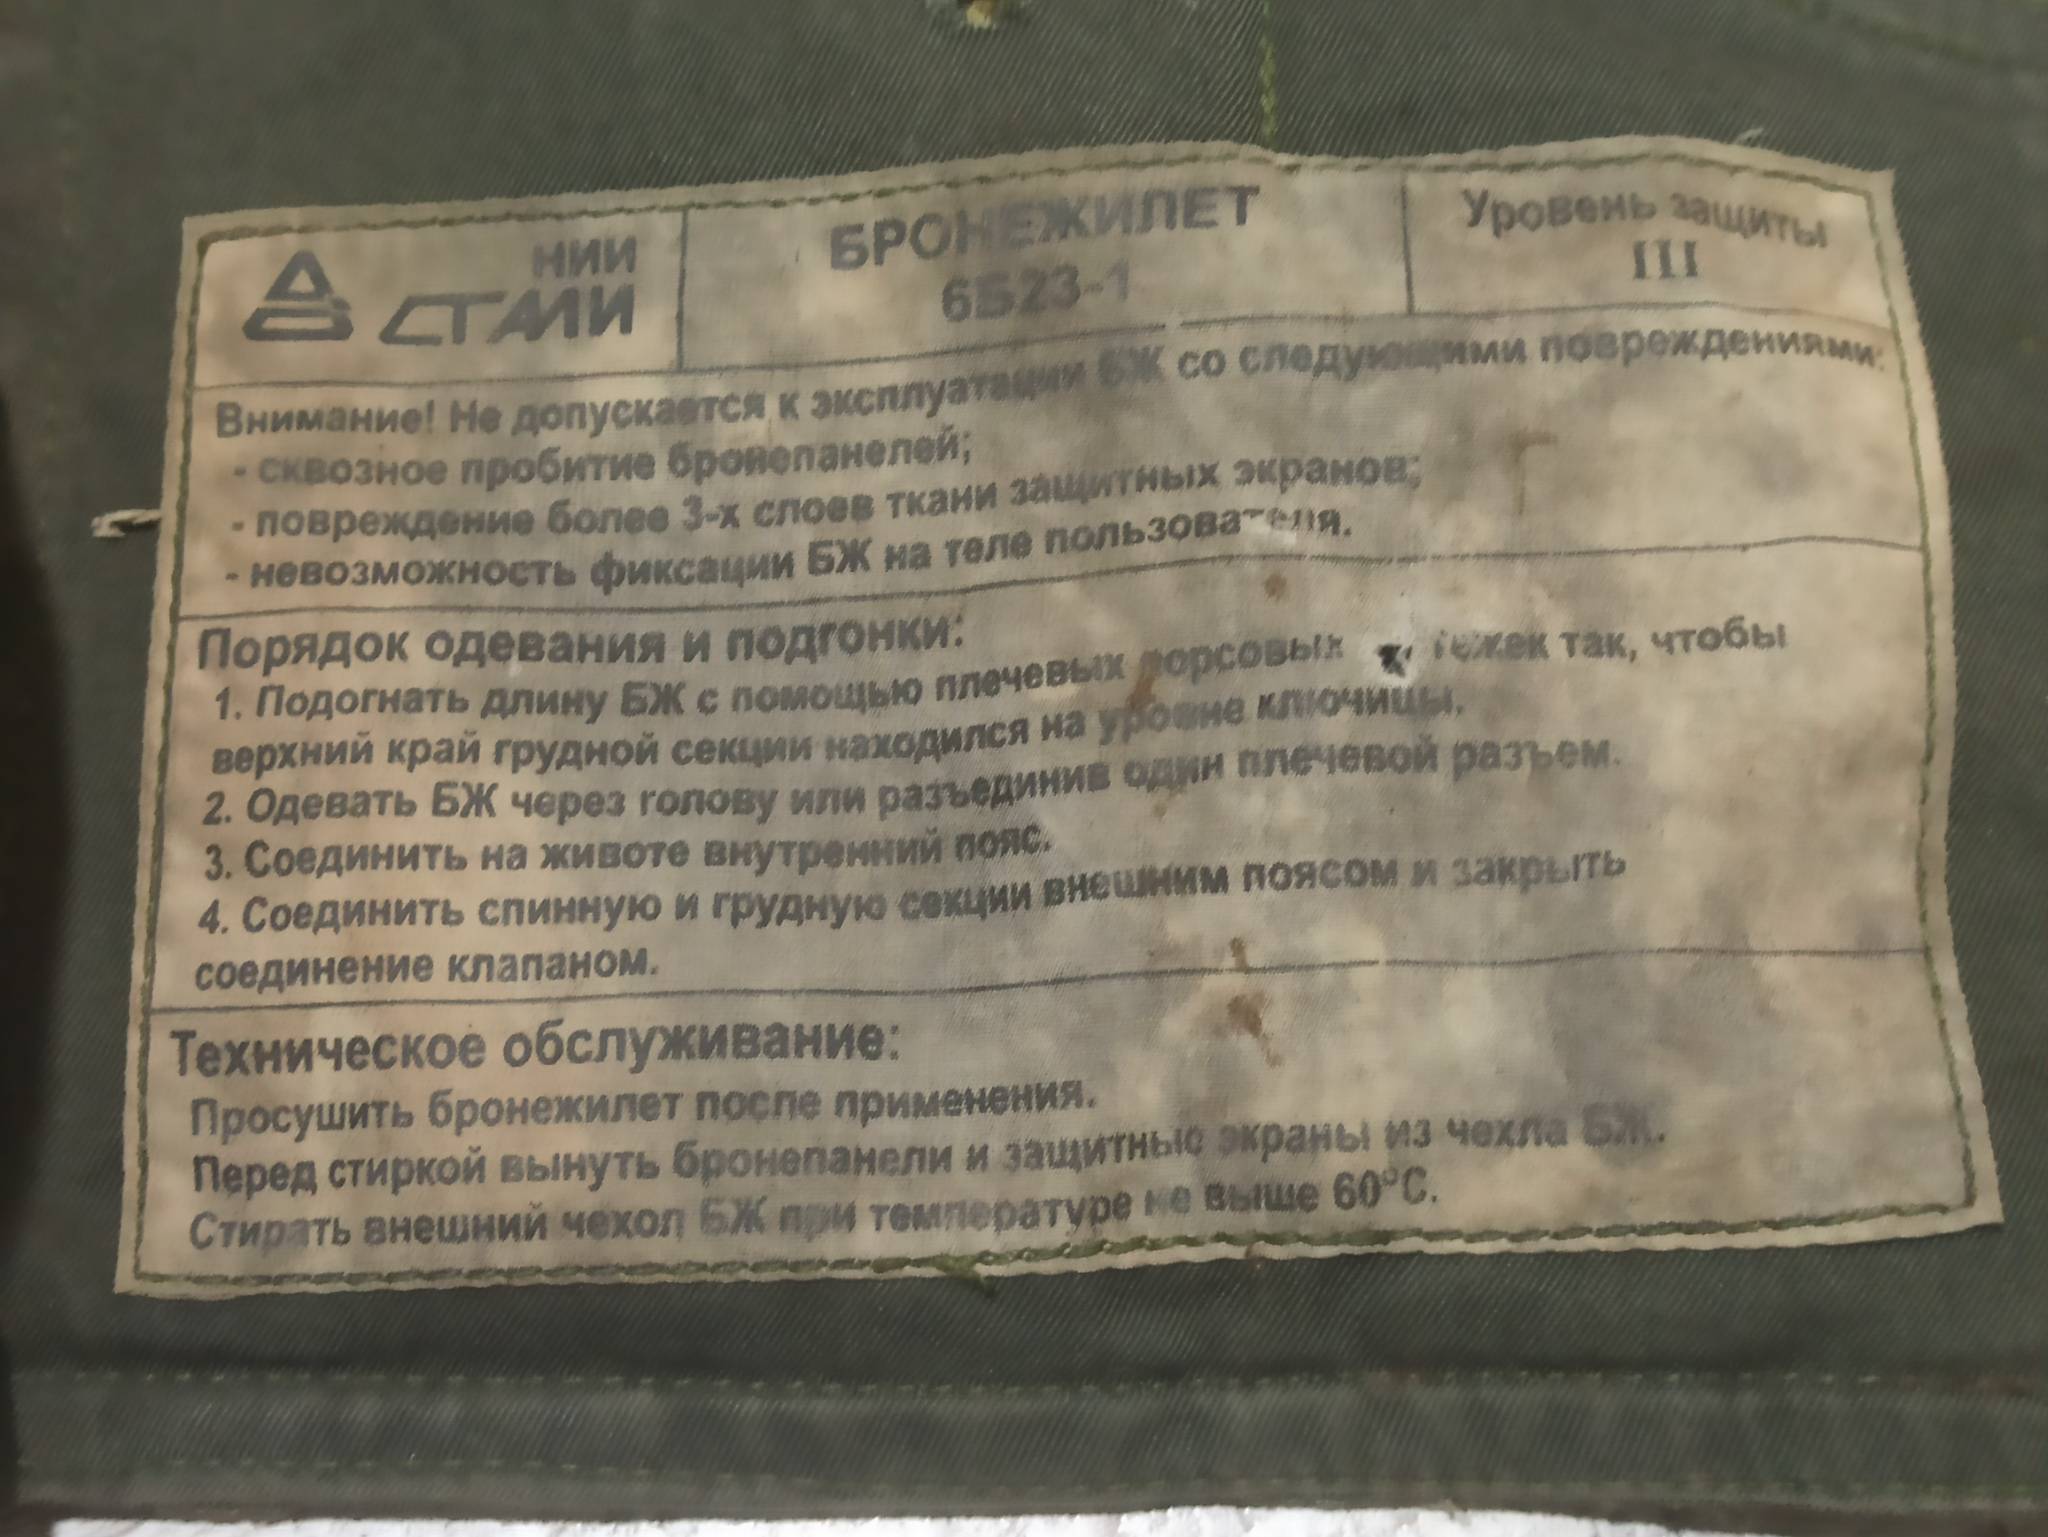 НИИ
СТАЛИ
БРОНЕЖИЛЕТ
6Б23-1
Уровень защиты
III
Внимание! Не допускается к эксплуатации БЖ со следующими повреждениями:
- сквозное пробитие бронепанелей;
- повреждение более 3-х слоев ткани защитных экранов;
- невозможность фиксации БЖ на теле пользователя.
Порядок одевания и подгонки:
1. Подогнать длину БЖ с помощью плечевых ворсовых так, чтобы
верхний край грудной секции находился на уровне ключицы.
2. Одевать БЖ через голову или разъединив один плечевой разъем.
3. Соединить на животе внутренний пояс.
4. Соединить спинную и грудную секции внешним поясом и закрыть
соединение клапаном.
Техническое обслуживание:
Просушить бронежилет после применения.
Перед стиркой вынуть бронепанели и защитные экраны из чехла БЖ.
Стирать внешний чехол БЖ при температуре не выше 60°С.